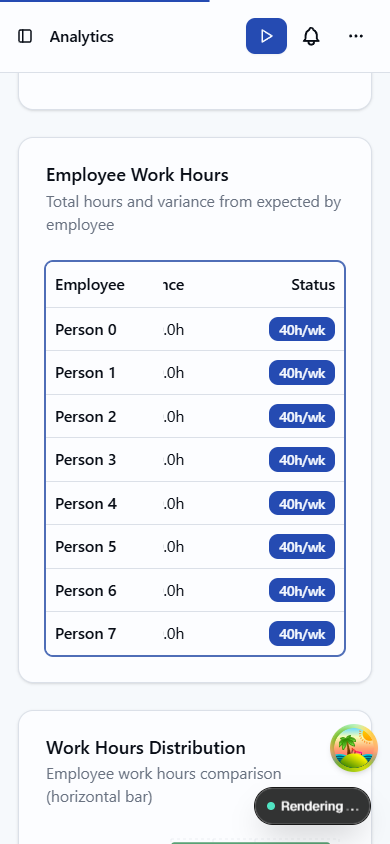 Analytics
Employee Work Hours
Total hours and variance from expected by
employee
Employee nce Status
Person 0 .0h 40h/wk
Person 1 .0h 40h/wk
Person 2 .0h 40h/wk
Person 3 .0h 40h/wk
Person 4 .0h 40h/wk
Person 5 .0h 40h/wk
Person 6 .0h 40h/wk
Person 7 .0h 40h/wk
Work Hours Distribution
Employee work hours comparison
(horizontal bar)
Rendering ...